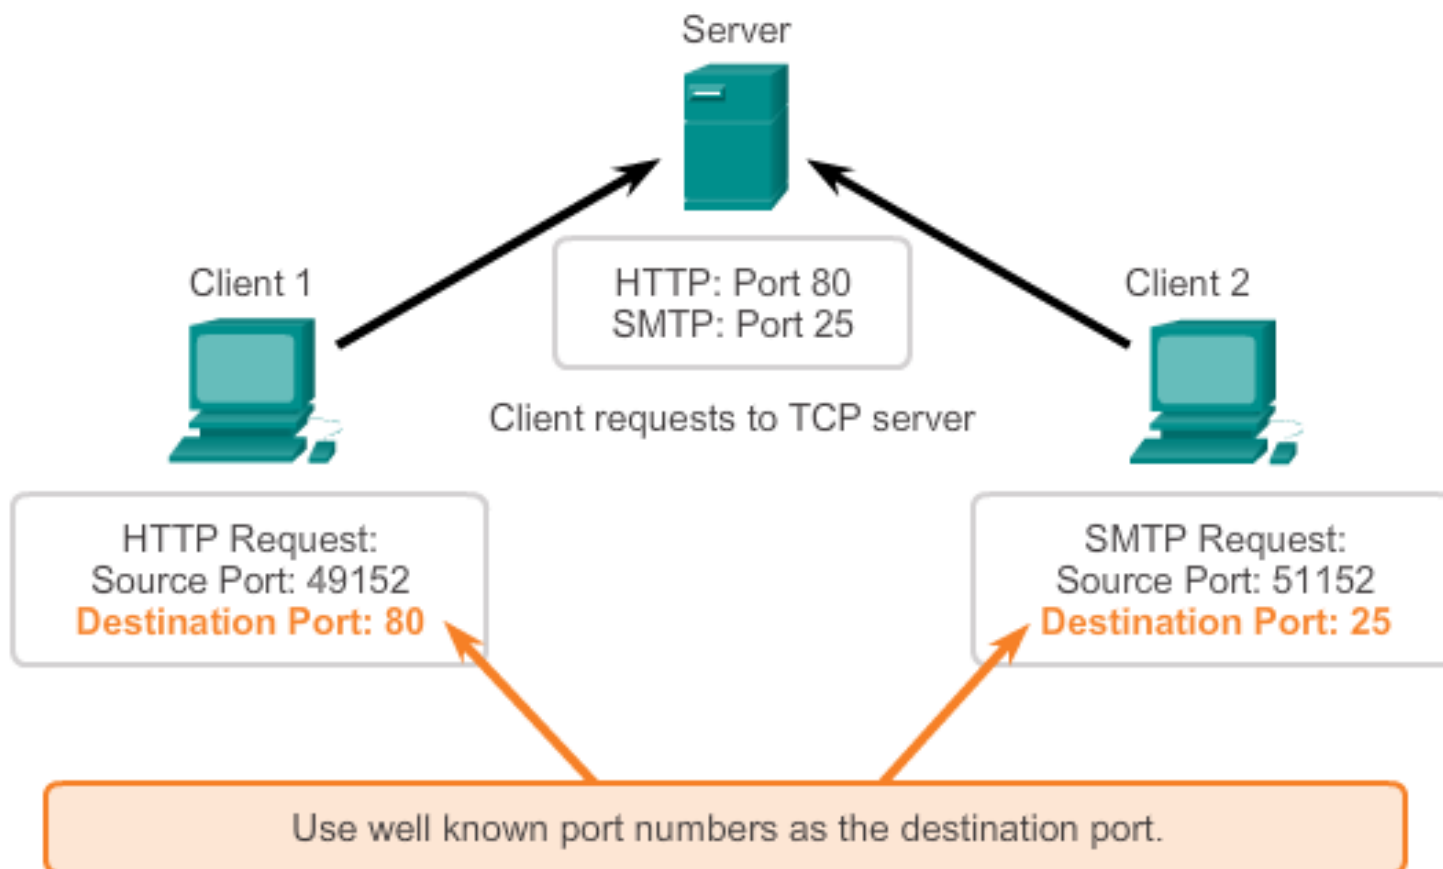 Server
HTTP: Port 80
SMTP: Port 25
Client 1
Client 2
Client requests to TCP server
HTTP Request:
Source Port: 49152
Destination Port: 80
SMTP Request:
Source Port: 51152
Destination Port: 25
Use well known port numbers as the destination port.